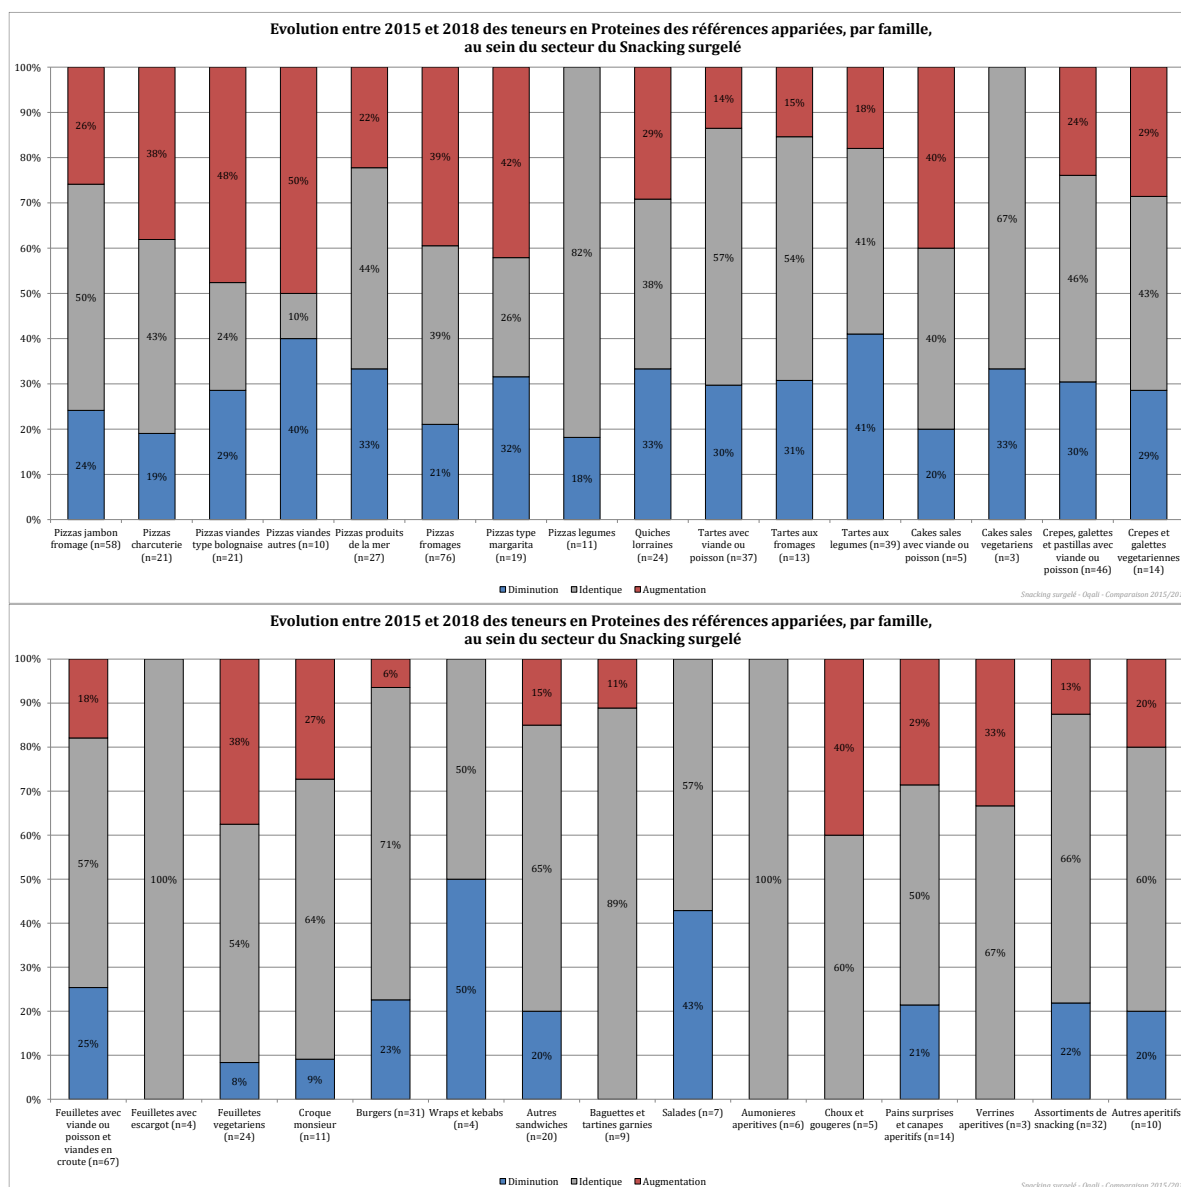 Evolution entre 2015 et 2018 des teneurs en Proteines des références appariées, par famille,
au sein du secteur du Snacking surgelé
100%
90%
80%
70%
60%
50%
40%
30%
20%
10%
0%
26% 38% 48% 50% 22% 39% 42% 29% 14% 15% 18% 40% 24% 29%
50% 43% 24% 10% 44% 39% 26% 82% 38% 57% 54% 41% 40% 67% 46% 43%
24% 19% 29% 40% 33% 21% 32% 18% 33% 30% 31% 41% 20% 33% 30% 29%
Pizzas jambon
fromage (n=58)
Pizzas
charcuterie
(n=21)
Pizzas viandes
type bolognaise
(n=21)
Pizzas viandes
autres (n=10)
Pizzas produits
de la mer
(n=27)
Pizzas
fromages
(n=76)
Pizzas type
margarita
(n=19)
Pizzas legumes
(n=11)
Quiches
lorraines
(n=24)
Tartes avec
viande ou
poisson (n=37)
Tartes aux
fromages
(n=13)
Tartes aux
legumes (n=39)
Cakes sales
avec viande ou
poisson (n=5)
Cakes sales
vegetariens
(n=3)
Crepes, galettes
et pastillas avec
viande ou
poisson (n=46)
Crepes et
galettes
vegetariennes
(n=14)
Diminution Identique Augmentation
Snacking surgelé - Oqali - Comparaison 2015/201
Evolution entre 2015 et 2018 des teneurs en Proteines des références appariées, par famille,
au sein du secteur du Snacking surgelé
100%
90%
80%
70%
60%
50%
40%
30%
20%
10%
0%
18% 38% 27% 6% 15% 11% 40% 29% 33% 13% 20%
57% 100% 54% 64% 71% 50% 65% 89% 57% 100% 60% 50% 67% 66% 60%
25% 8% 9% 23% 50% 20% 43% 21% 22% 20%
Feuilletes avec
viande ou
poisson et
viandes en
croute (n=67)
Feuilletes avec
escargot (n=4)
Feuilletes
vegetariens
(n=24)
Croque
monsieur
(n=11)
Burgers (n=31)
Wraps et kebabs
(n=4)
Autres
sandwiches
(n=20)
Baguettes et
tartines garnies
(n=9)
Salades (n=7)
Aumonieres
aperitives (n=6)
Choux et
gougeres (n=5)
Pains surprises
et canapes
aperitifs (n=14)
Verrines
aperitives (n=3)
Assortiments de
snacking (n=32)
Autres aperitifs
(n=10)
Diminution Identique Augmentation
Snacking surgelé - Oqali - Comparaison 2015/201